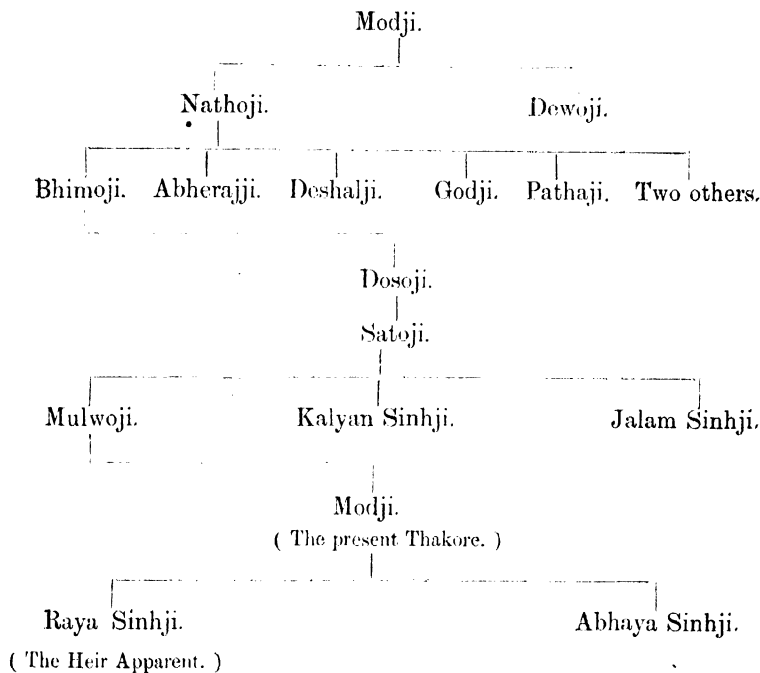 Modji.
Nathoji. Dewoji.
Bhimoji. Abherajji. Deshalji. Godji. Pathaji. Two others.
Dosoji.
Satoji.
Mulwoji. Kalyan Sinhji. Jalam Sinhji.
Modji.
( The present Thakore. )
Raya Sinhji. Abhaya Sinhji.
( The Heir Apparent. )